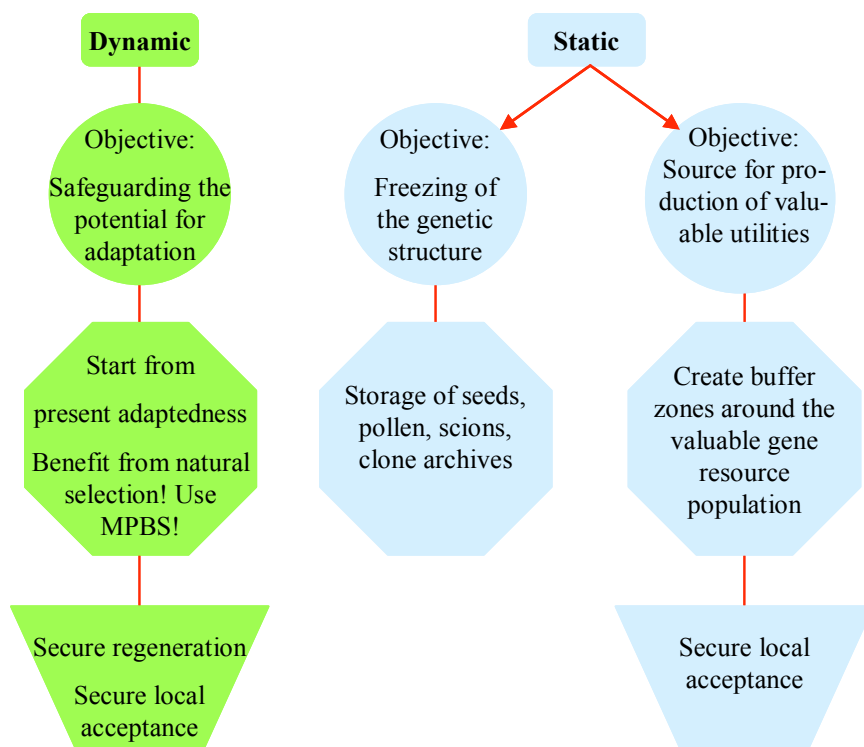 Dynamic
Objective:
Safeguarding the
potential for
adaptation
Start from
present adaptedness
Benefit from natural
selection! Use
MPBS!
Secure regeneration
Secure local
acceptance
Static
Objective:
Freezing of
the genetic
structure
Storage of seeds,
pollen, scions,
clone archives
Objective:
Source for pro-
duction of valu-
able utilities
Create buffer
zones around the
valuable gene
resource
population
Secure local
acceptance